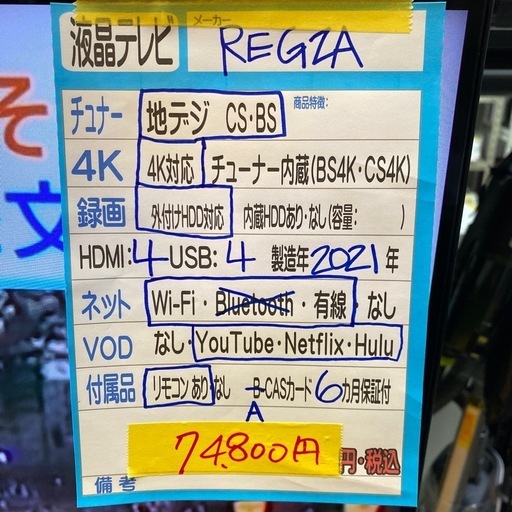 液晶テレビ メーカー REGZA
チュナー 地デジ CS・BS 商品特徴:
4K 4K対応 チューナー内蔵(BS4K・CS4K)
録画 外付けHDD対応 内蔵HDDあり・なし(容量: )
HDMI:4 USB:4 製造年2021年
ネット Wi-Fi・Bluetooth・有線 なし
VOD なし・YouTube・Netflix・Hulu
付属品 リモコンあり なし B-CASカード 6カ月保証付
A
74.800円 円・税込
備考
そ
文